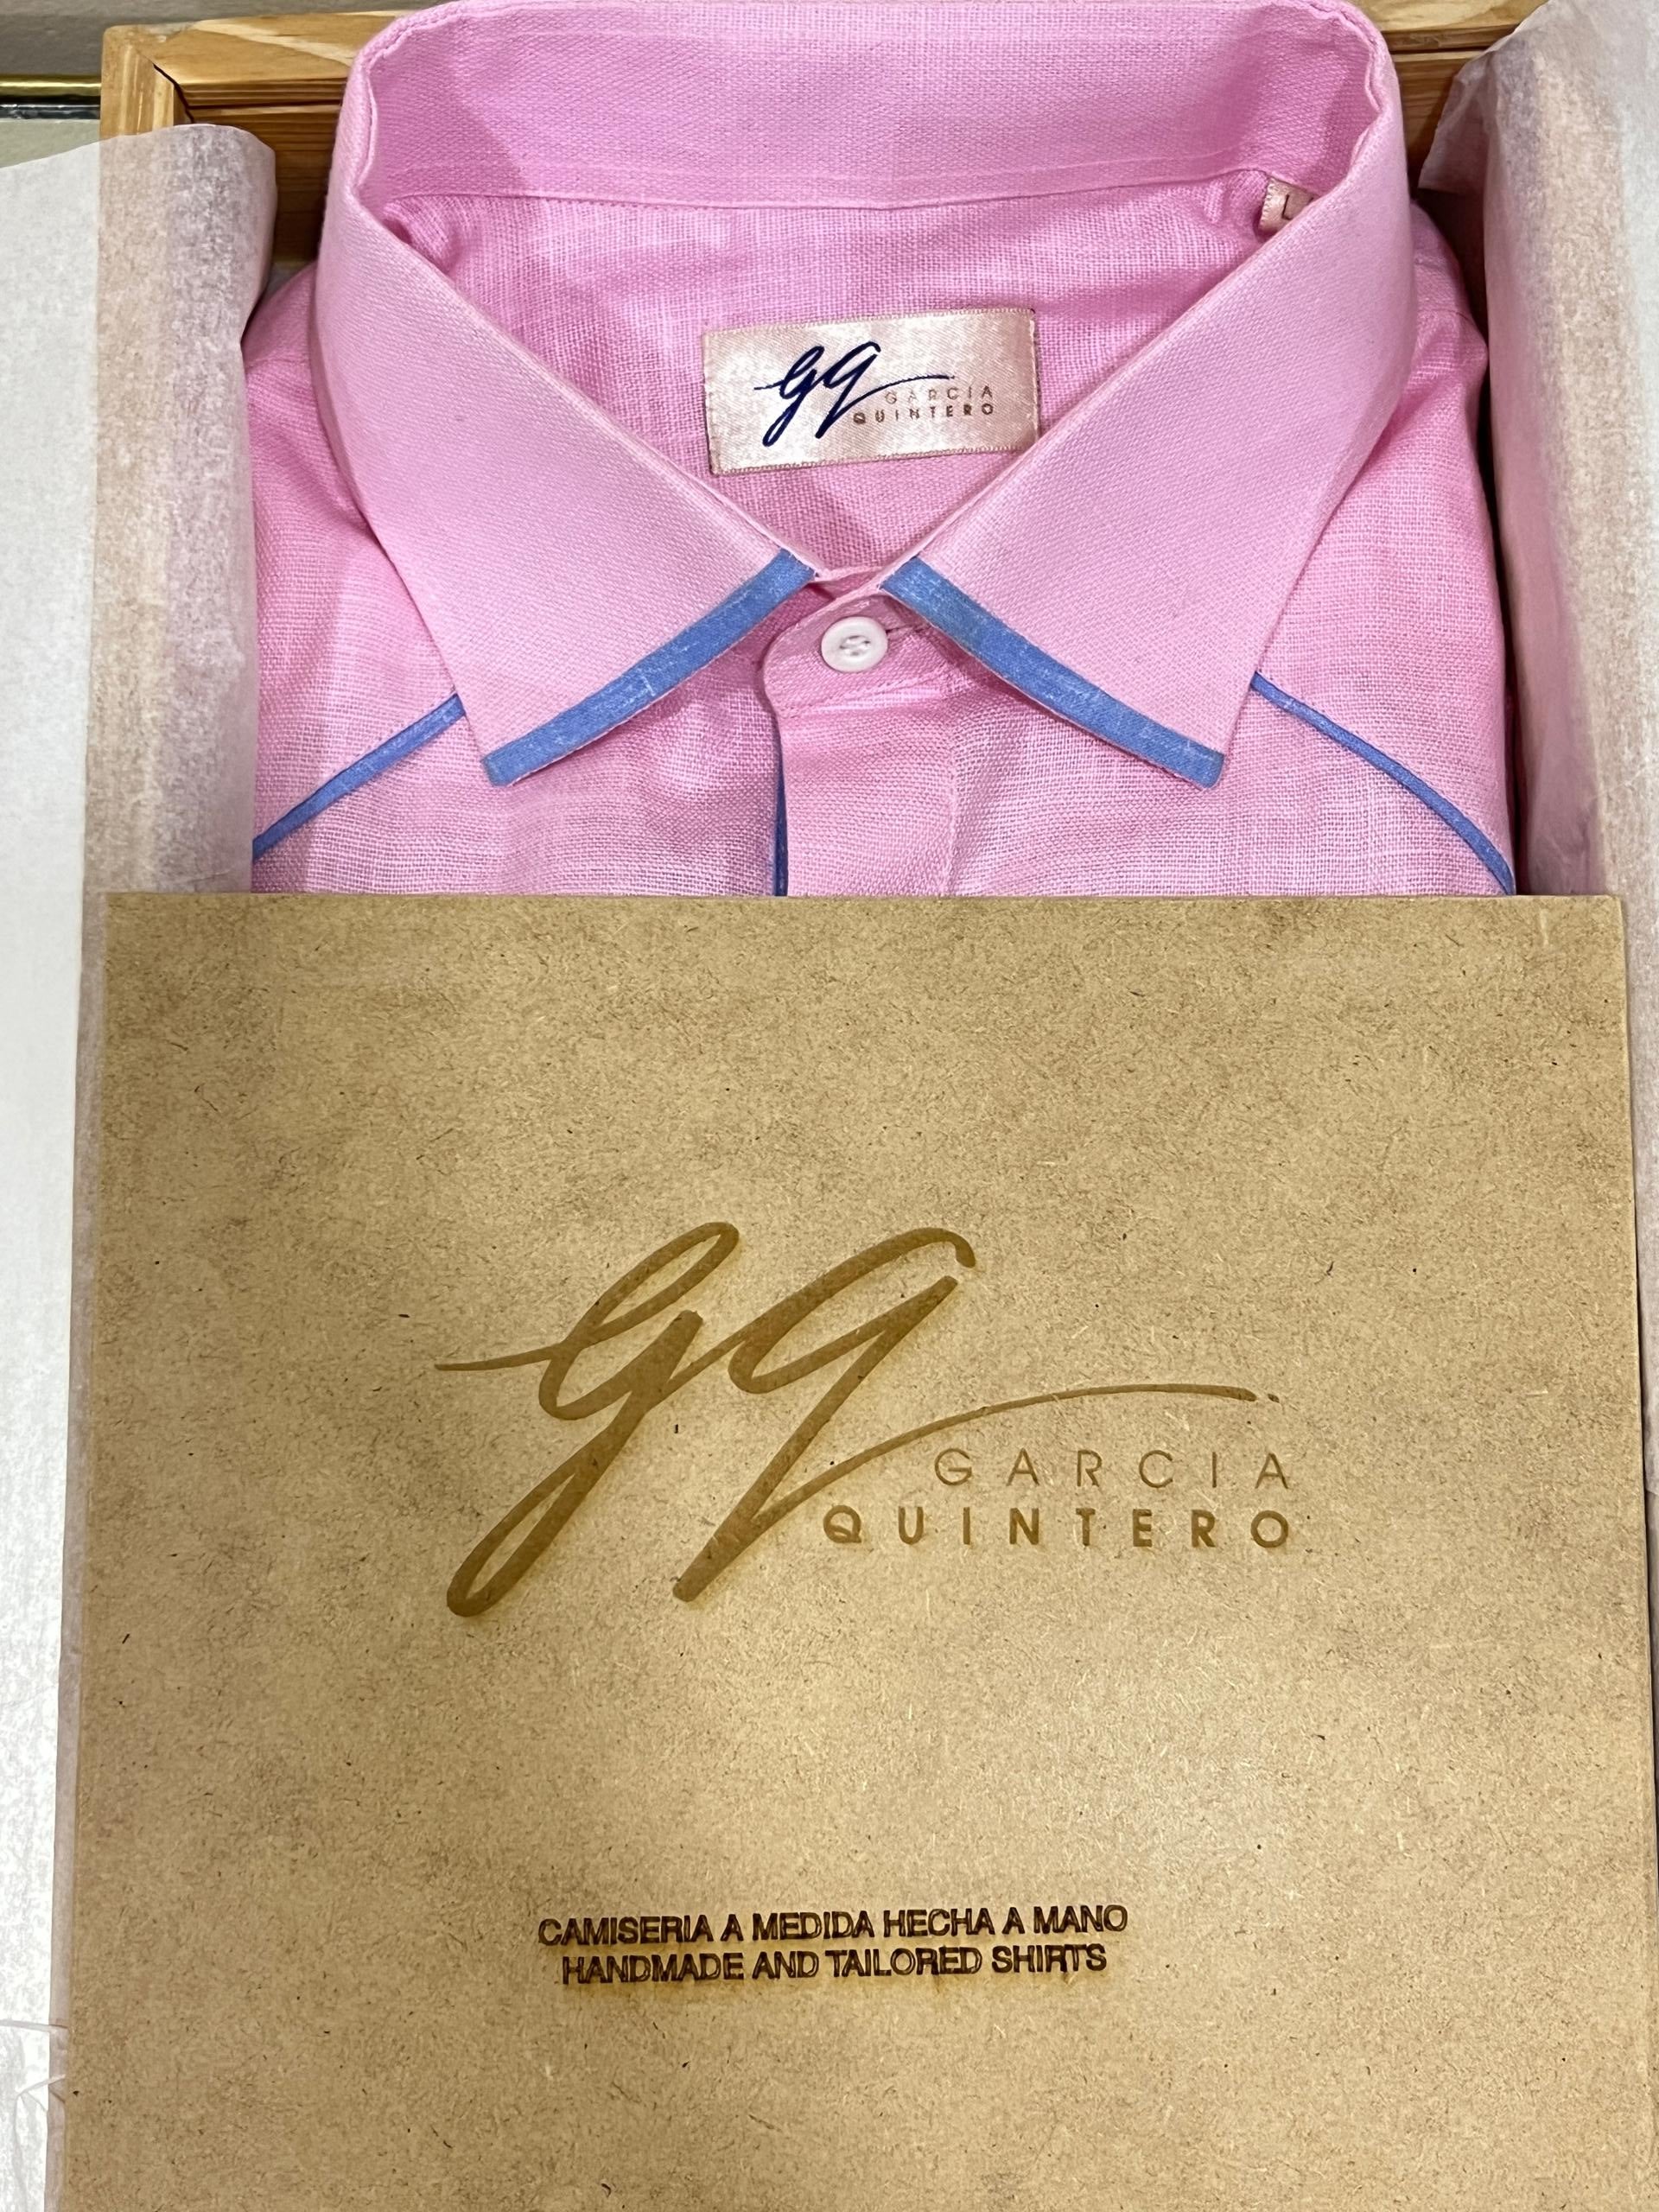 L
gq
GARCIA
QUINTERO
gq
GARCIA
QUINTERO
CAMISERIA A MEDIDA HECHA A MANO
HANDMADE AND TAILORED SHIRTS